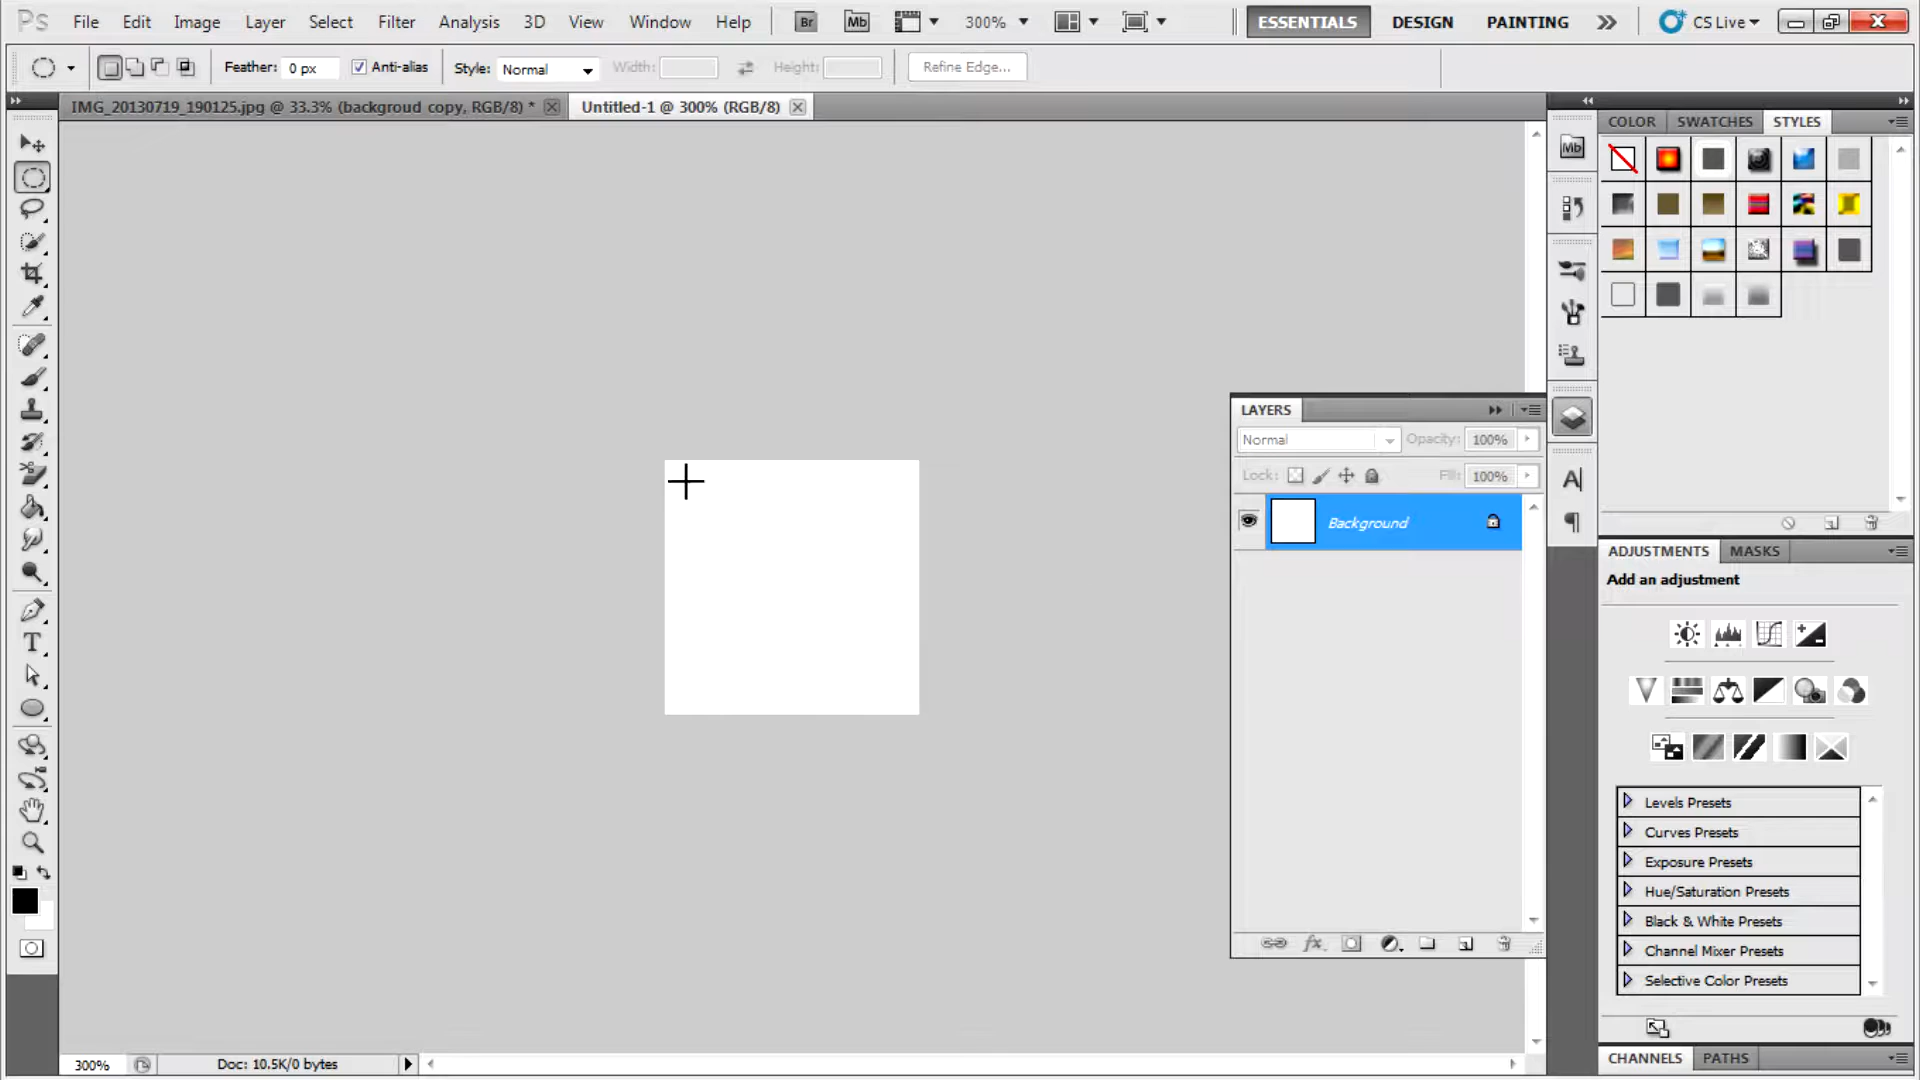 Ps File Edit Image Layer Select Filter Analysis 3D View Window Help Br Mb 300% ESSENTIALS DESIGN PAINTING CS Live
Feather: 0 px Anti-alias Style: Normal Width: Height: Refine Edge...
IMG_20130719_190125.jpg @ 33.3% (backgroud copy, RGB/8) * Untitled-1 @ 300% (RGB/8)
COLOR SWATCHES STYLES
Mb
LAYERS
Normal Opacity: 100%
Lock: Fill: 100%
Background
ADJUSTMENTS MASKS
Add an adjustment
Levels Presets
Curves Presets
Exposure Presets
Hue/Saturation Presets
Black & White Presets
Channel Mixer Presets
Selective Color Presets
CHANNELS PATHS
300% Doc: 10.5K/0 bytes